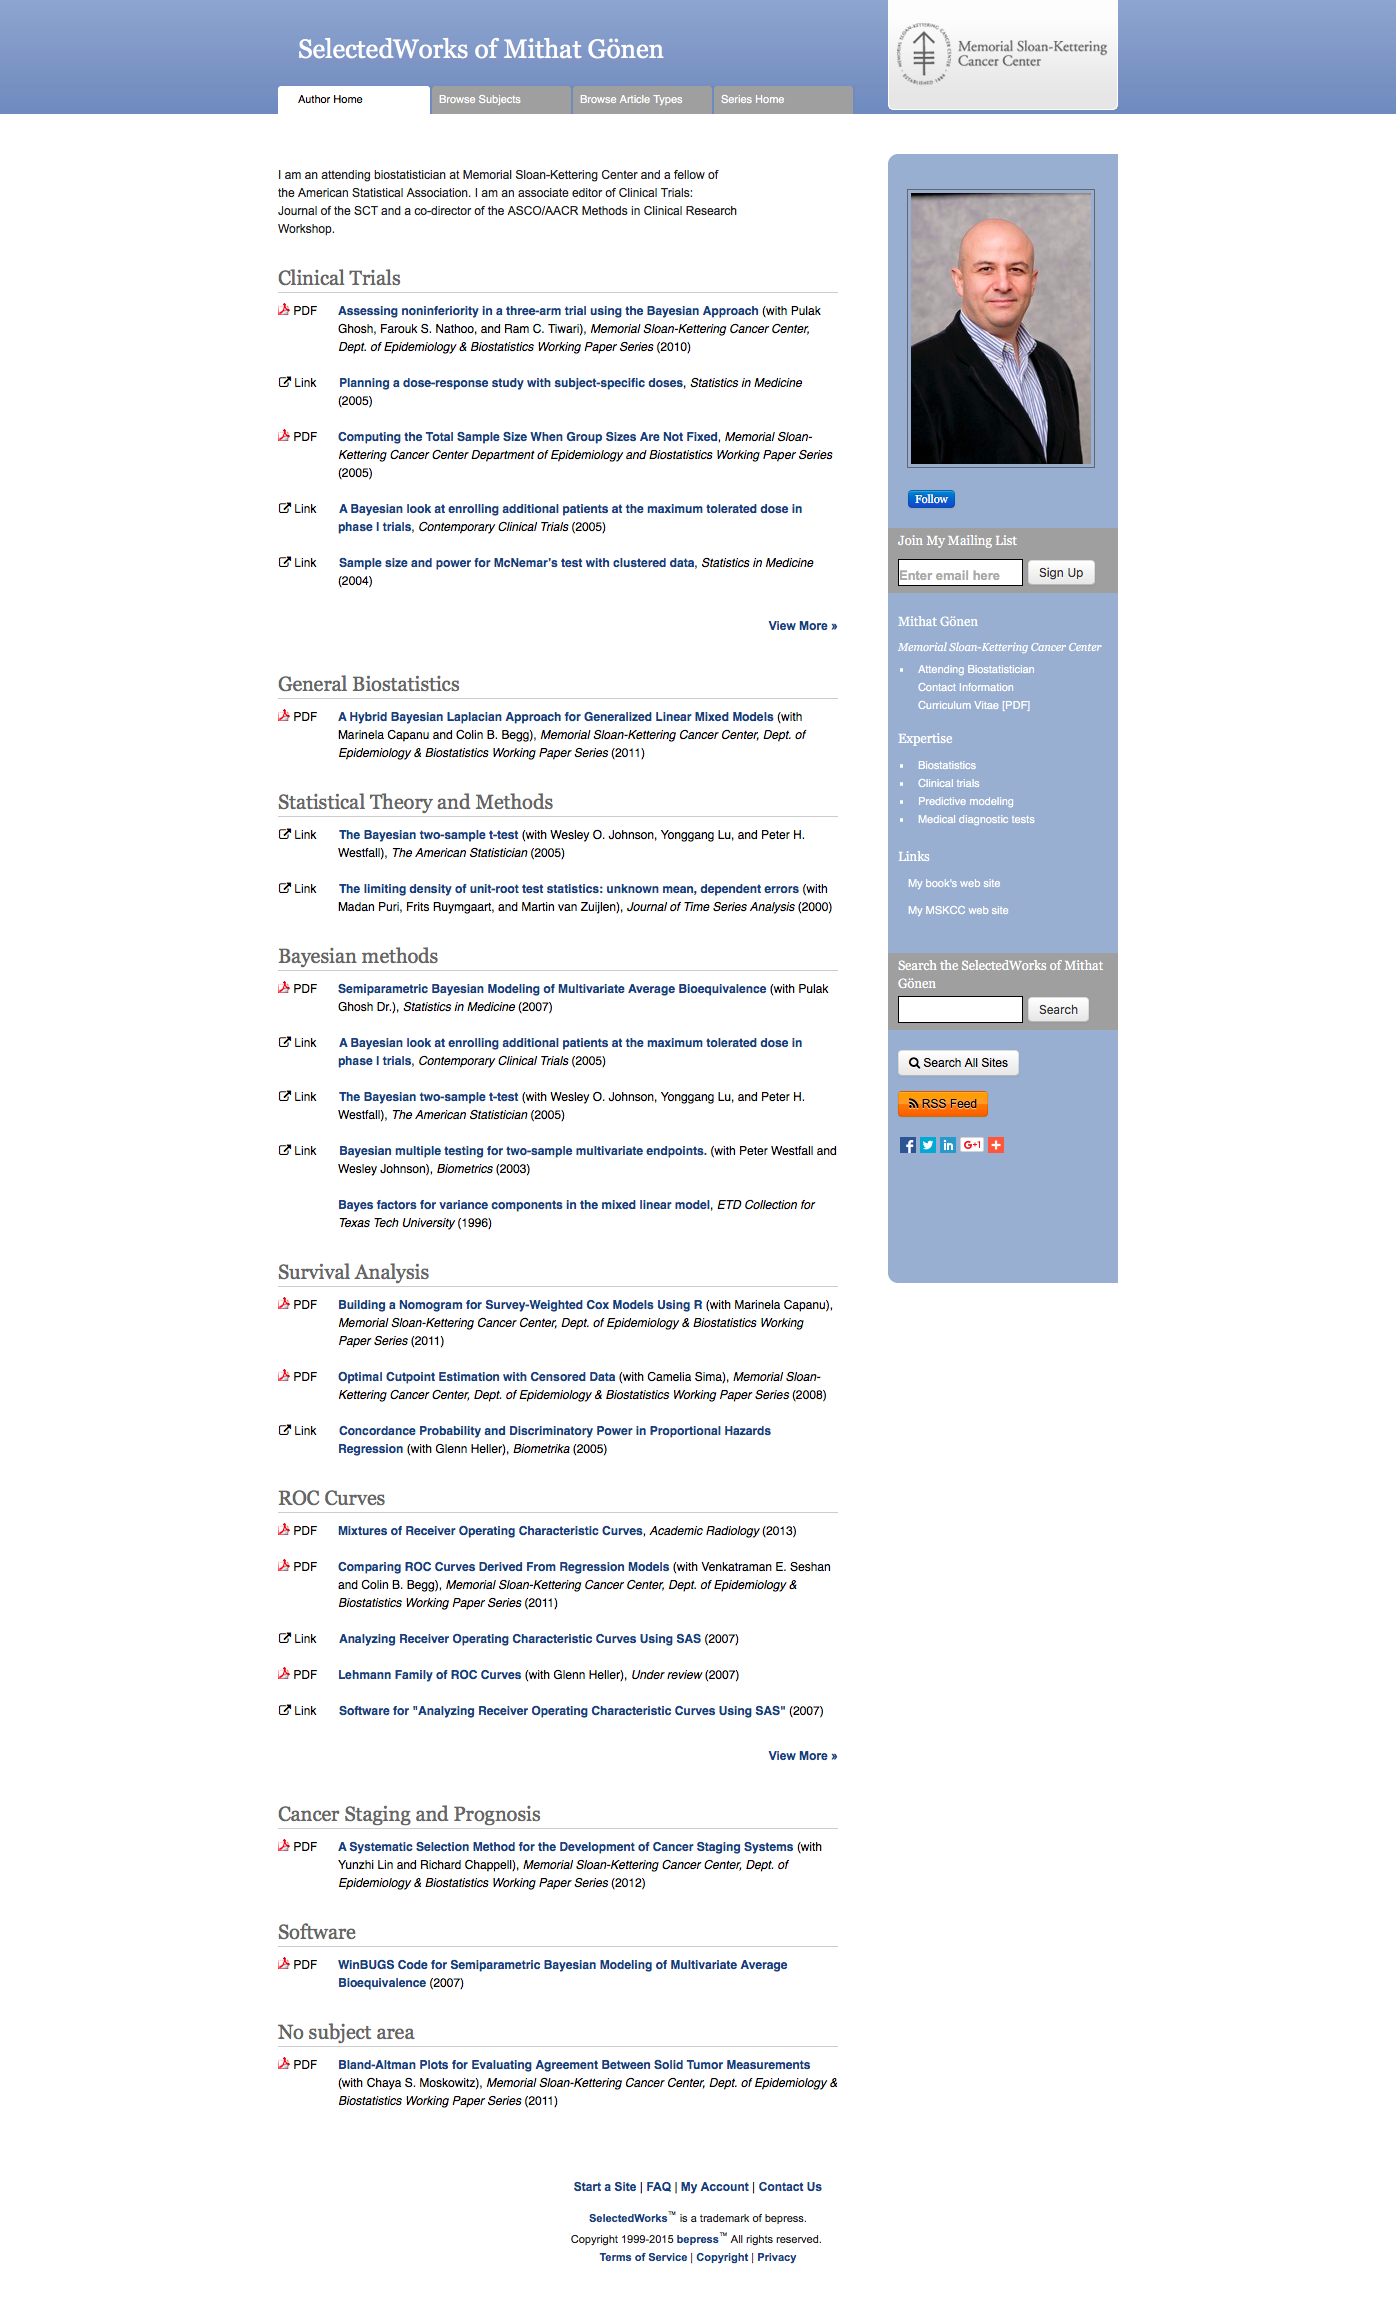 SelectedWorks of Mithat Gönen
MEMORIAL SLOAN-KETTERING CANCER CENTER
ESTABLISHED 1884
Memorial Sloan-Kettering
Cancer Center
Author Home
Browse Subjects
Browse Article Types
Series Home
I am an attending biostatistician at Memorial Sloan-Kettering Center and a fellow of
the American Statistical Association. I am an associate editor of Clinical Trials:
Journal of the SCT and a co-director of the ASCO/AACR Methods in Clinical Research
Workshop.
Clinical Trials
PDF Assessing noninferiority in a three-arm trial using the Bayesian Approach (with Pulak
Ghosh, Farouk S. Nathoo, and Ram C. Tiwari), Memorial Sloan-Kettering Cancer Center,
Dept. of Epidemiology & Biostatistics Working Paper Series (2010)
Link Planning a dose-response study with subject-specific doses, Statistics in Medicine
(2005)
PDF Computing the Total Sample Size When Group Sizes Are Not Fixed, Memorial Sloan-
Kettering Cancer Center Department of Epidemiology and Biostatistics Working Paper Series
(2005)
Link A Bayesian look at enrolling additional patients at the maximum tolerated dose in
phase I trials, Contemporary Clinical Trials (2005)
Link Sample size and power for McNemar's test with clustered data, Statistics in Medicine
(2004)
View More »
General Biostatistics
PDF A Hybrid Bayesian Laplacian Approach for Generalized Linear Mixed Models (with
Marinela Capanu and Colin B. Begg), Memorial Sloan-Kettering Cancer Center, Dept. of
Epidemiology & Biostatistics Working Paper Series (2011)
Statistical Theory and Methods
Link The Bayesian two-sample t-test (with Wesley O. Johnson, Yonggang Lu, and Peter H.
Westfall), The American Statistician (2005)
Link The limiting density of unit-root test statistics: unknown mean, dependent errors (with
Madan Puri, Frits Ruymgaart, and Martin van Zuijlen), Journal of Time Series Analysis (2000)
Bayesian methods
PDF Semiparametric Bayesian Modeling of Multivariate Average Bioequivalence (with Pulak
Ghosh Dr.), Statistics in Medicine (2007)
Link A Bayesian look at enrolling additional patients at the maximum tolerated dose in
phase I trials, Contemporary Clinical Trials (2005)
Link The Bayesian two-sample t-test (with Wesley O. Johnson, Yonggang Lu, and Peter H.
Westfall), The American Statistician (2005)
Link Bayesian multiple testing for two-sample multivariate endpoints. (with Peter Westfall and
Wesley Johnson), Biometrics (2003)
Bayes factors for variance components in the mixed linear model, ETD Collection for
Texas Tech University (1996)
Survival Analysis
PDF Building a Nomogram for Survey-Weighted Cox Models Using R (with Marinela Capanu),
Memorial Sloan-Kettering Cancer Center, Dept. of Epidemiology & Biostatistics Working
Paper Series (2011)
PDF Optimal Cutpoint Estimation with Censored Data (with Camelia Sima), Memorial Sloan-
Kettering Cancer Center, Dept. of Epidemiology & Biostatistics Working Paper Series (2008)
Link Concordance Probability and Discriminatory Power in Proportional Hazards
Regression (with Glenn Heller), Biometrika (2005)
ROC Curves
PDF Mixtures of Receiver Operating Characteristic Curves, Academic Radiology (2013)
PDF Comparing ROC Curves Derived From Regression Models (with Venkatraman E. Seshan
and Colin B. Begg), Memorial Sloan-Kettering Cancer Center, Dept. of Epidemiology &
Biostatistics Working Paper Series (2011)
Link Analyzing Receiver Operating Characteristic Curves Using SAS (2007)
PDF Lehmann Family of ROC Curves (with Glenn Heller), Under review (2007)
Link Software for "Analyzing Receiver Operating Characteristic Curves Using SAS" (2007)
View More »
Cancer Staging and Prognosis
PDF A Systematic Selection Method for the Development of Cancer Staging Systems (with
Yunzhi Lin and Richard Chappell), Memorial Sloan-Kettering Cancer Center, Dept. of
Epidemiology & Biostatistics Working Paper Series (2012)
Software
PDF WinBUGS Code for Semiparametric Bayesian Modeling of Multivariate Average
Bioequivalence (2007)
No subject area
PDF Bland-Altman Plots for Evaluating Agreement Between Solid Tumor Measurements
(with Chaya S. Moskowitz), Memorial Sloan-Kettering Cancer Center, Dept. of Epidemiology &
Biostatistics Working Paper Series (2011)
Follow
Join My Mailing List
Enter email here
Sign Up
Mithat Gönen
Memorial Sloan-Kettering Cancer Center
Attending Biostatistician
Contact Information
Curriculum Vitae [PDF]
Expertise
Biostatistics
Clinical trials
Predictive modeling
Medical diagnostic tests
Links
My book's web site
My MSKCC web site
Search the SelectedWorks of Mithat
Gönen
Search
Search All Sites
RSS Feed
G+1
Start a Site | FAQ | My Account | Contact Us
SelectedWorks™ is a trademark of bepress.
Copyright 1999-2015 bepress™ All rights reserved.
Terms of Service | Copyright | Privacy